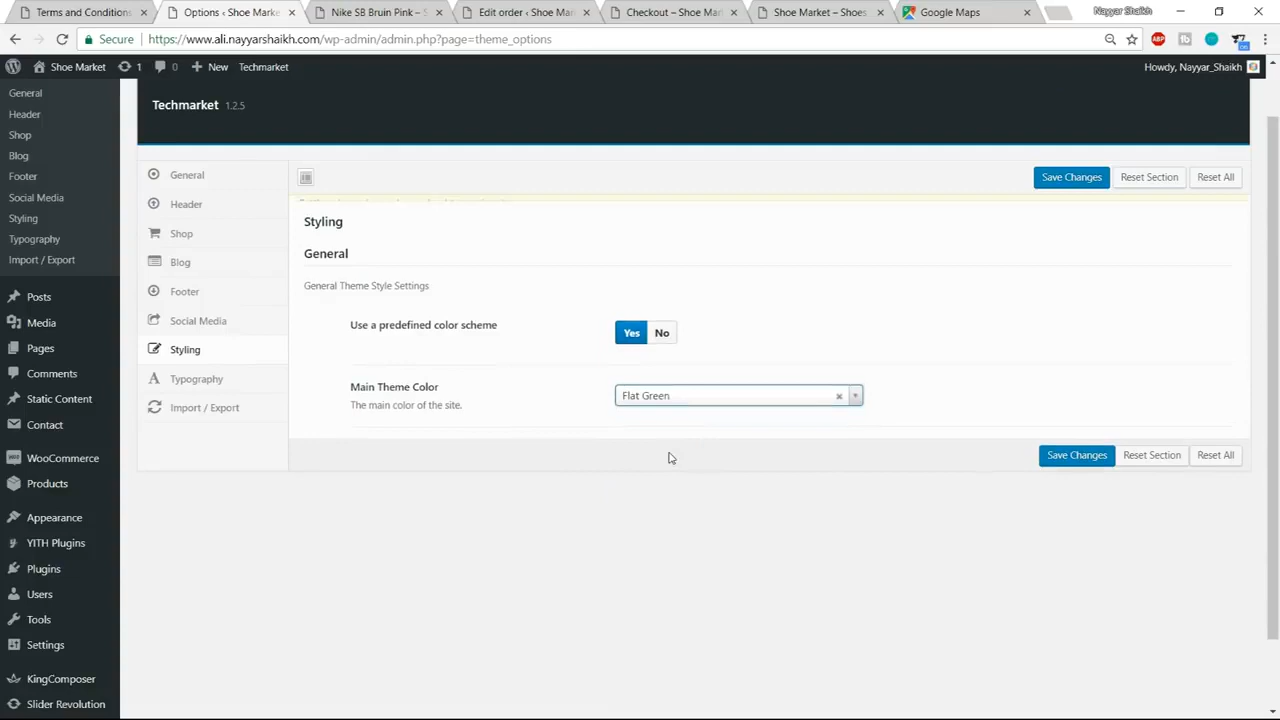 Terms and Conditions
Options ‹ Shoe Marke
Nike SB Bruin Pink – S
Edit order ‹ Shoe Mark
Checkout – Shoe Mark
Shoe Market – Shoes
Google Maps
Nayyar Shaikh
Secure
https://www.ali.nayyarshaikh.com/wp-admin/admin.php?page=theme_options
Shoe Market
1
0
New
Techmarket
Howdy, Nayyar_Shaikh
General
Header
Shop
Blog
Footer
Social Media
Styling
Typography
Import / Export
Posts
Media
Pages
Comments
Static Content
Contact
WooCommerce
Products
Appearance
YITH Plugins
Plugins
Users
Tools
Settings
KingComposer
Slider Revolution
Techmarket 1.2.5
General
Header
Shop
Blog
Footer
Social Media
Styling
Typography
Import / Export
Save Changes
Reset Section
Reset All
Styling
General
General Theme Style Settings
Use a predefined color scheme
Yes
No
Main Theme Color
The main color of the site.
Flat Green
Save Changes
Reset Section
Reset All